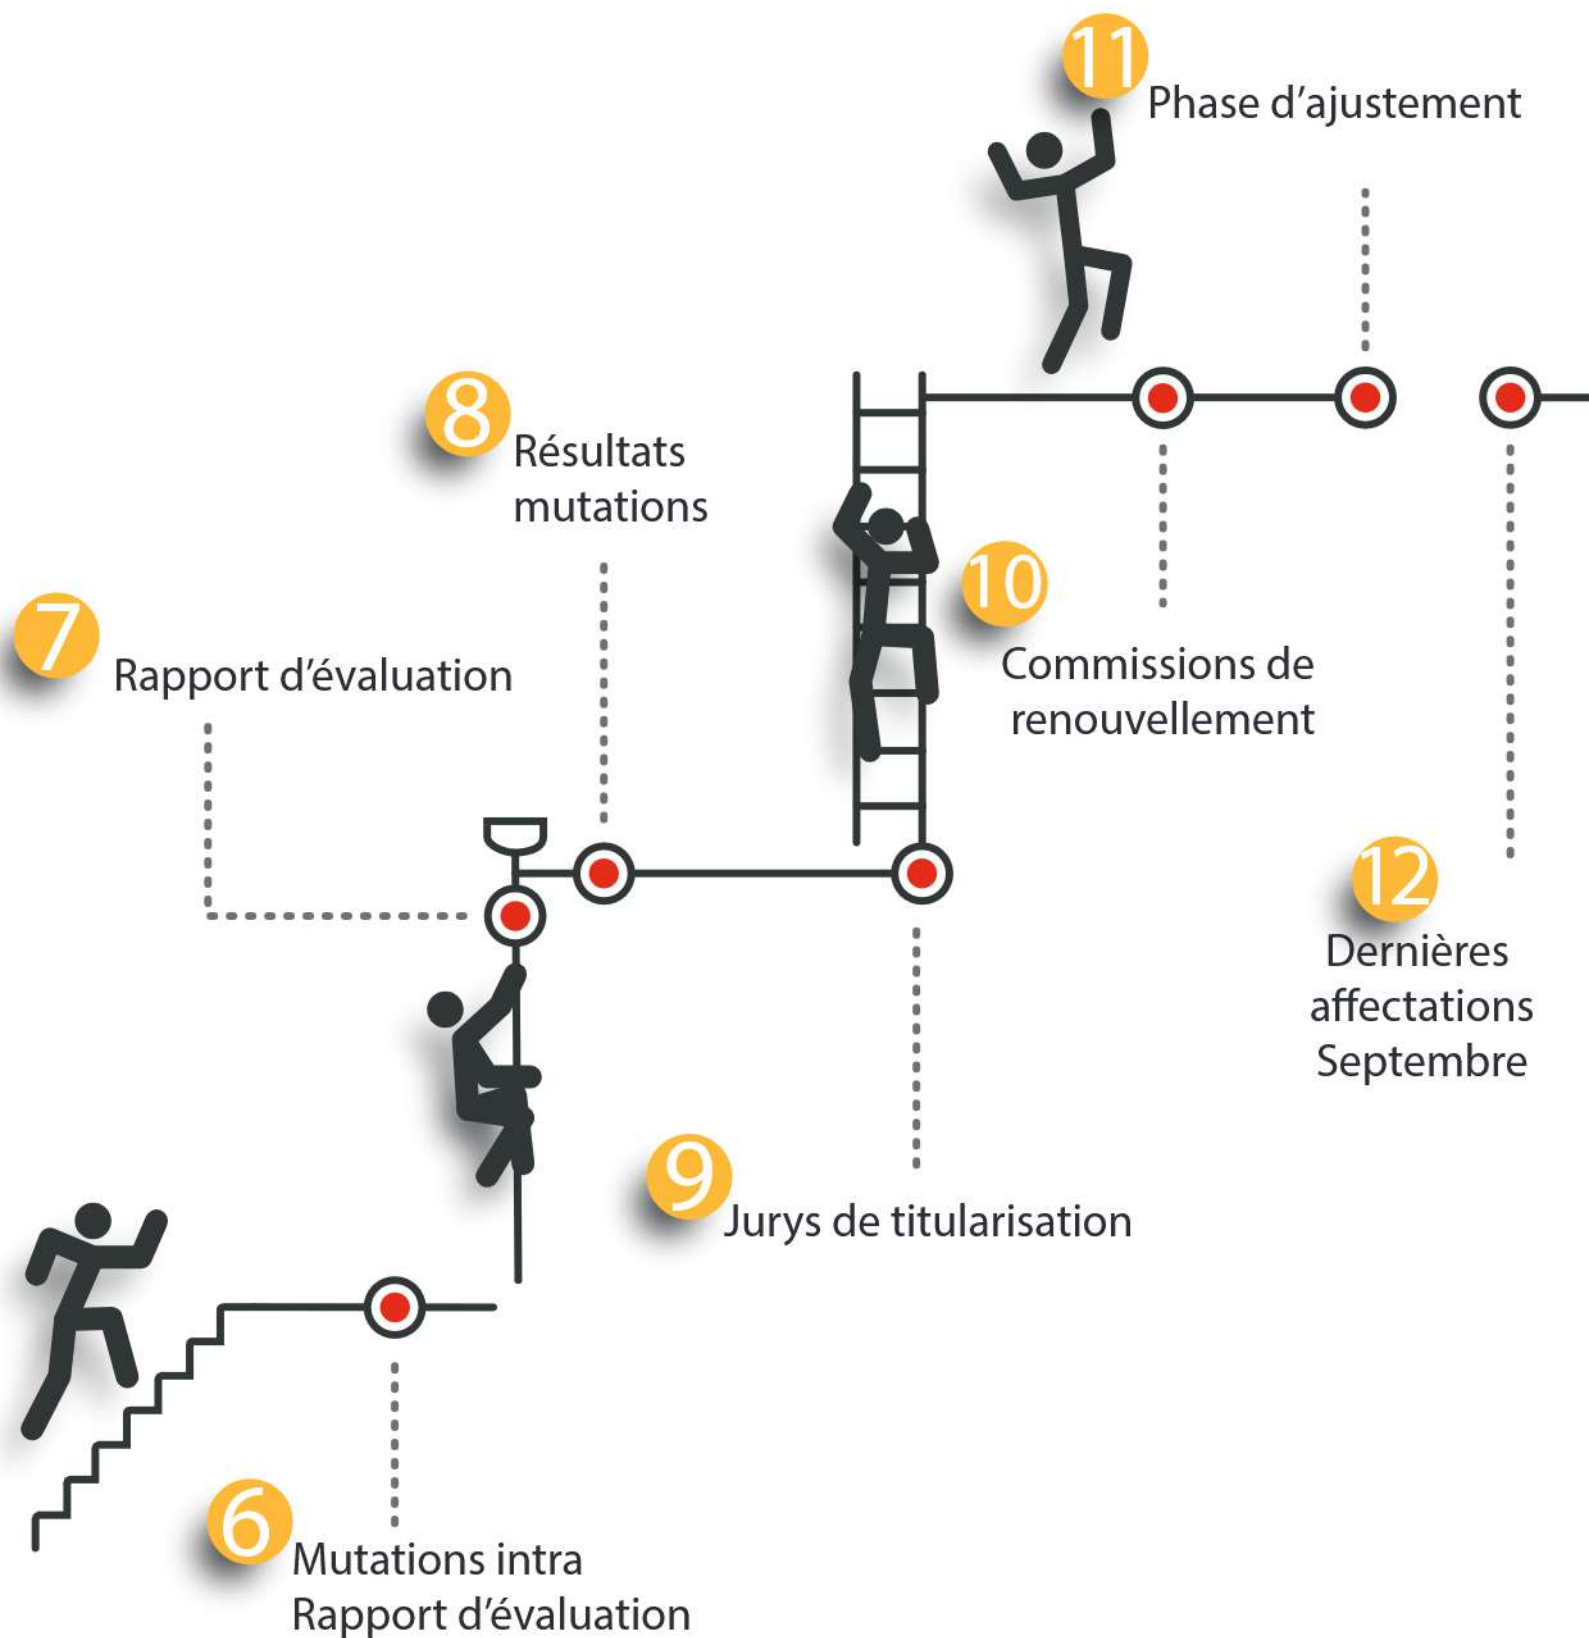 11
Phase d'ajustement
8
Résultats
mutations
10
Commissions de
renouvellement
7
Rapport d'évaluation
12
Dernières
affectations
Septembre
9
Jurys de titularisation
6
Mutations intra
Rapport d'évaluation